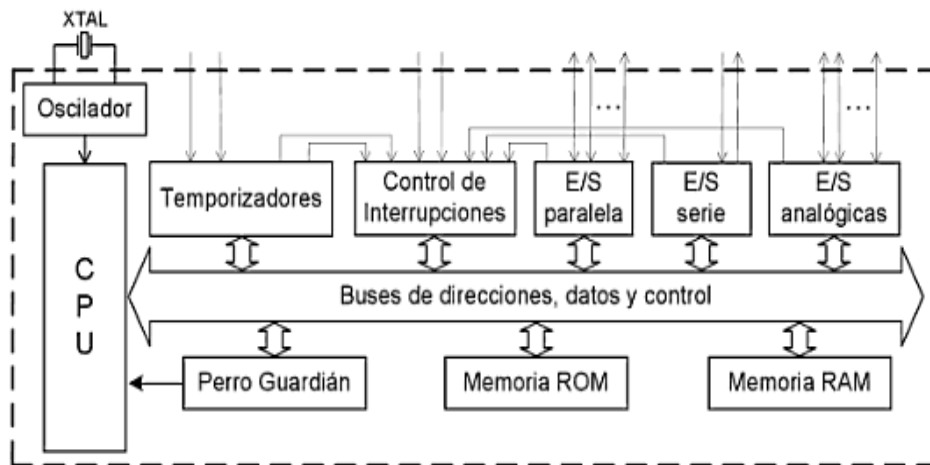 XTAL
Oscilador
CPU
Temporizadores
Control de
Interrupciones
E/S
paralela
E/S
serie
E/S
analógicas
Buses de direcciones, datos y control
Perro Guardián
Memoria ROM
Memoria RAM